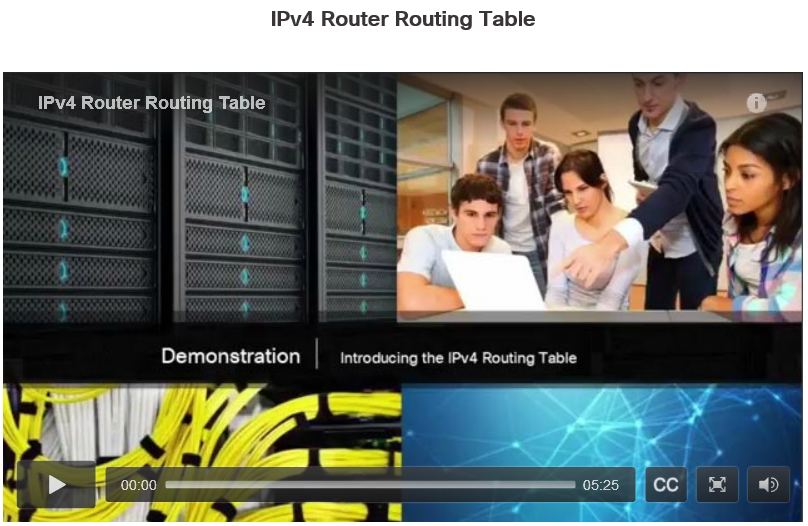 IPv4 Router Routing Table
IPv4 Router Routing Table
Demonstration | Introducing the IPv4 Routing Table
00:00
05:25
CC